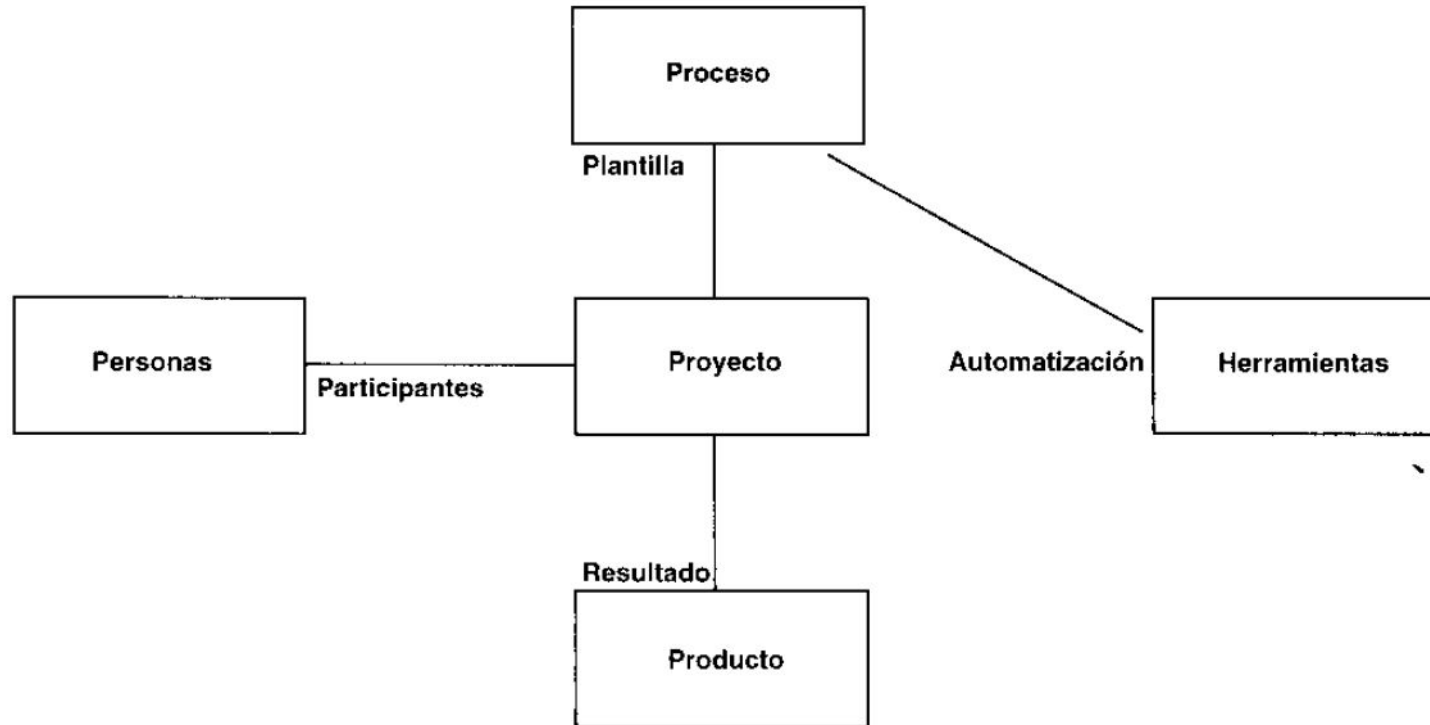 Proceso
Plantilla
Personas
Participantes
Proyecto
Automatización
Herramientas
Resultado
Producto